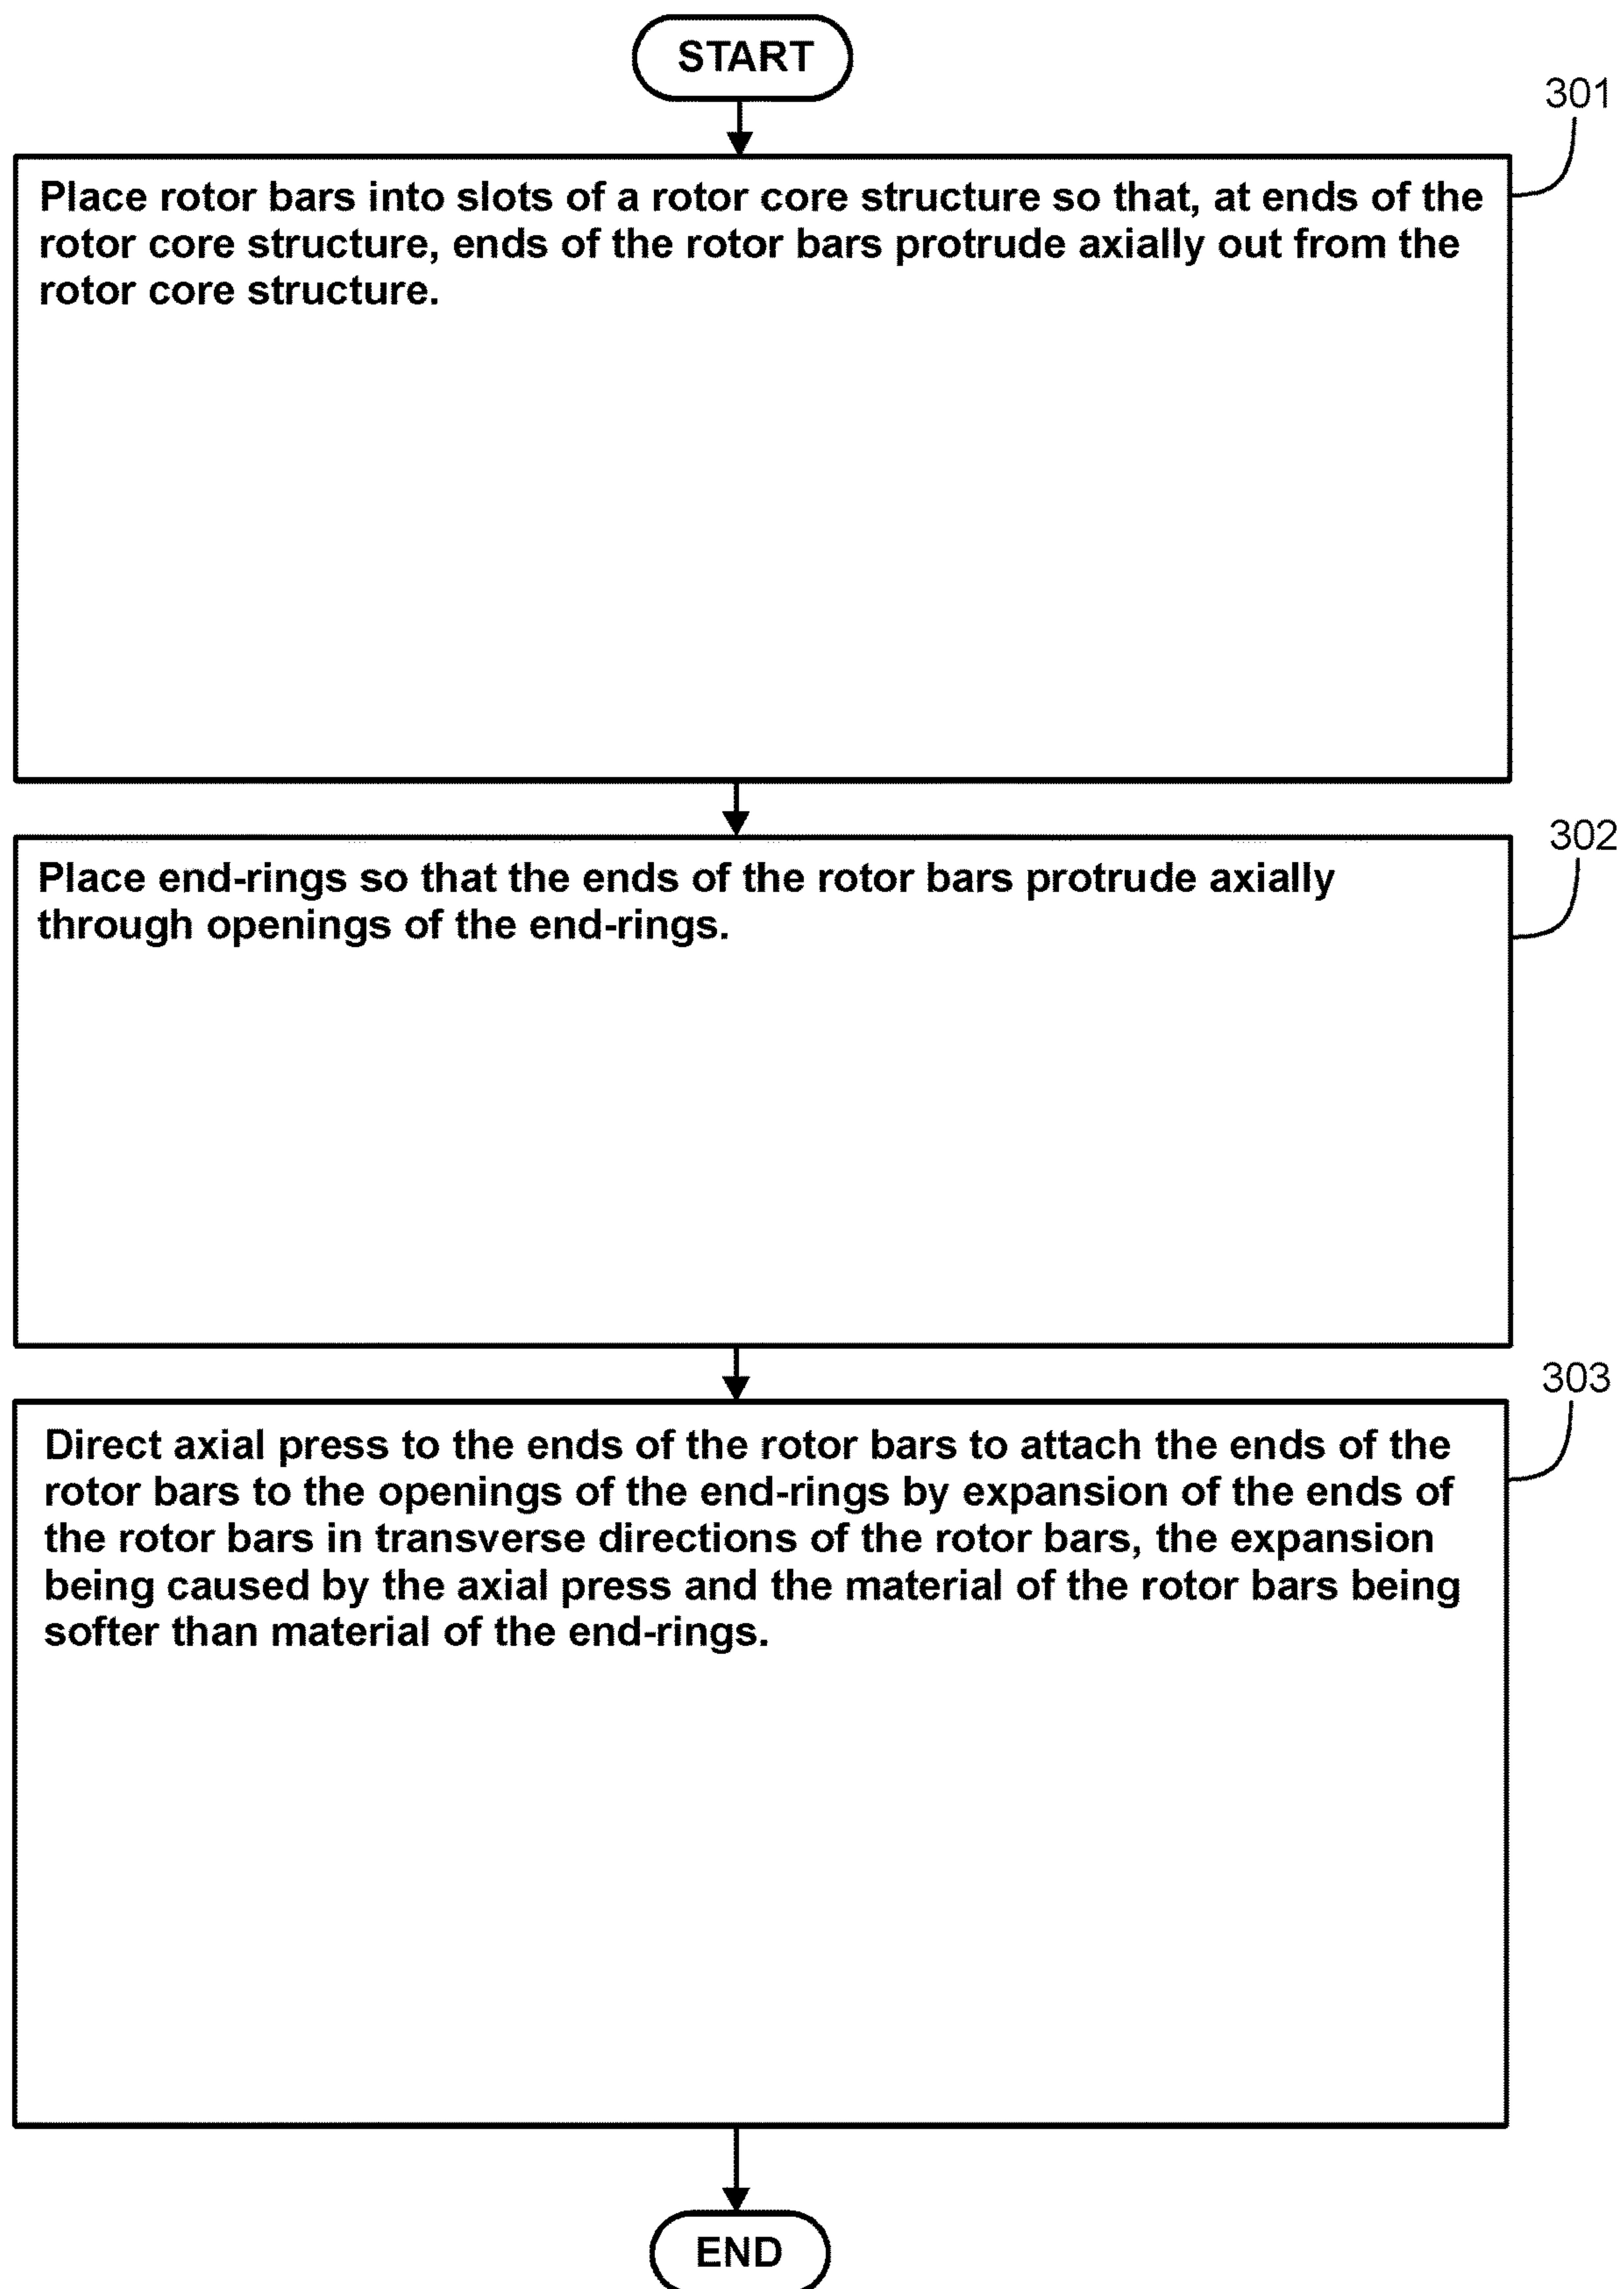 START
301
Place rotor bars into slots of a rotor core structure so that, at ends of the
rotor core structure, ends of the rotor bars protrude axially out from the
rotor core structure.
302
Place end-rings so that the ends of the rotor bars protrude axially
through openings of the end-rings.
303
Direct axial press to the ends of the rotor bars to attach the ends of the
rotor bars to the openings of the end-rings by expansion of the ends of
the rotor bars in transverse directions of the rotor bars, the expansion
being caused by the axial press and the material of the rotor bars being
softer than material of the end-rings.
END